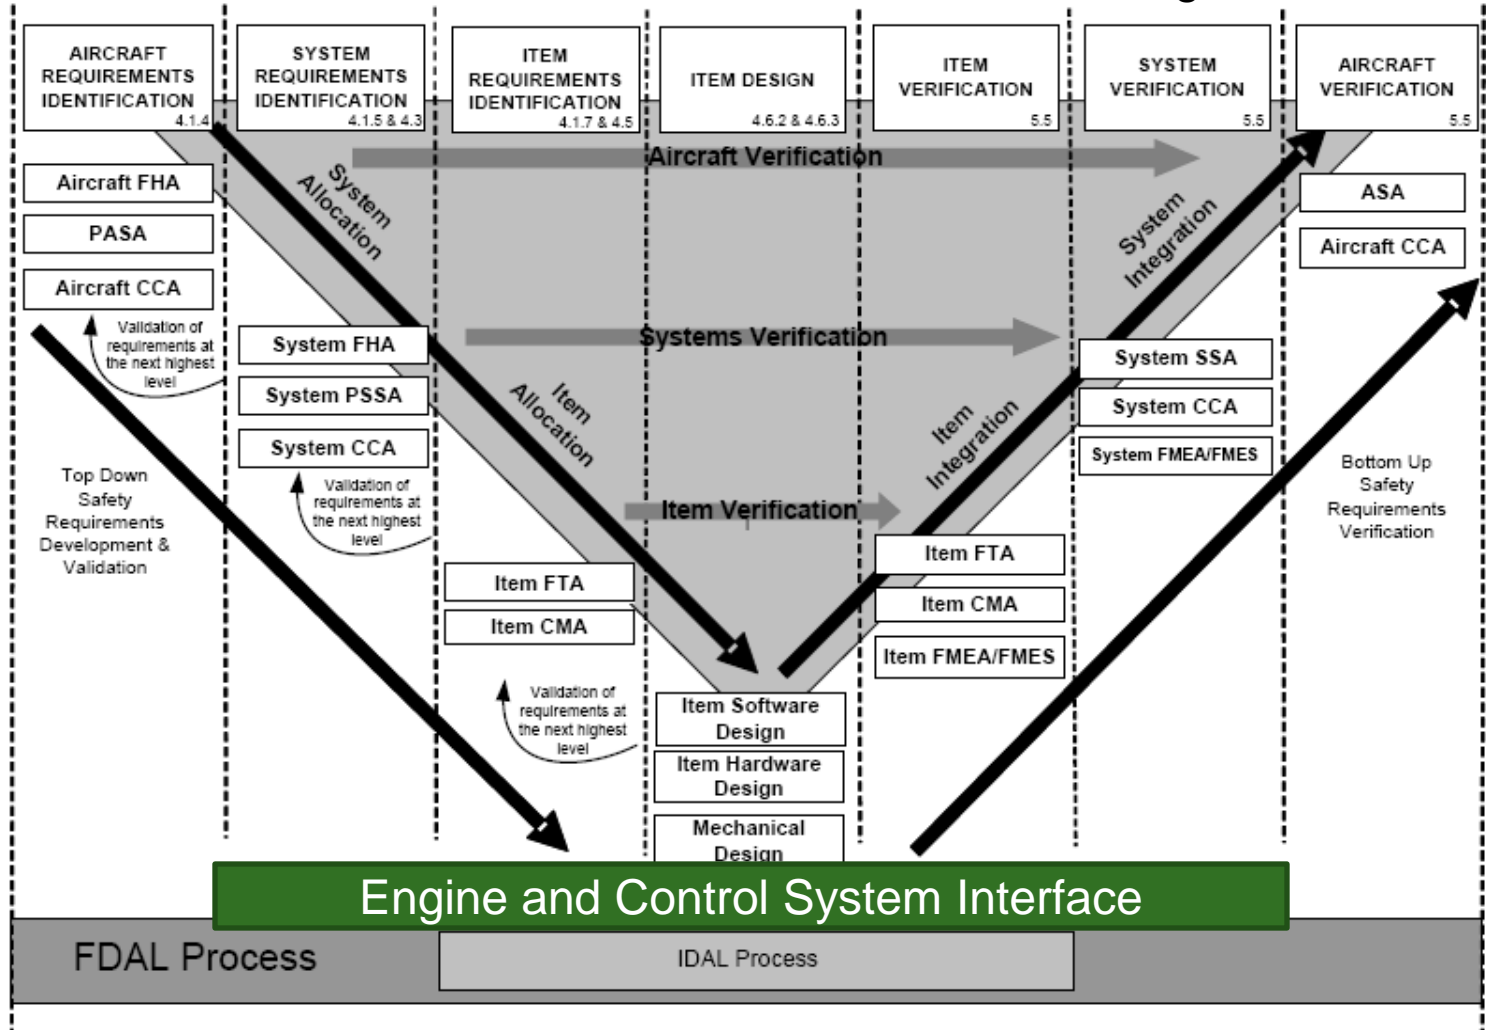 AIRCRAFT
REQUIREMENTS
IDENTIFICATION
4.1.4
SYSTEM
REQUIREMENTS
IDENTIFICATION
4.1.5 & 4.3
ITEM
REQUIREMENTS
IDENTIFICATION
4.1.7 & 4.5
ITEM DESIGN
4.6.2 & 4.6.3
ITEM
VERIFICATION
5.5
SYSTEM
VERIFICATION
5.5
AIRCRAFT
VERIFICATION
5.5
Aircraft Verification
System
Allocation
System
Integration
Aircraft FHA
PASA
Aircraft CCA
ASA
Aircraft CCA
Validation of
requirements at
the next highest
level
Systems Verification
System FHA
System PSSA
System CCA
System SSA
System CCA
System FMEA/FMES
Item
Allocation
Item
Integration
Top Down
Safety
Requirements
Development &
Validation
Validation of
requirements at
the next highest
level
Bottom Up
Safety
Requirements
Verification
Item Verification
Item FTA
Item CMA
Item FTA
Item CMA
Item FMEA/FMES
Validation of
requirements at
the next highest
level
Item Software
Design
Item Hardware
Design
Mechanical
Design
Engine and Control System Interface
FDAL Process
IDAL Process